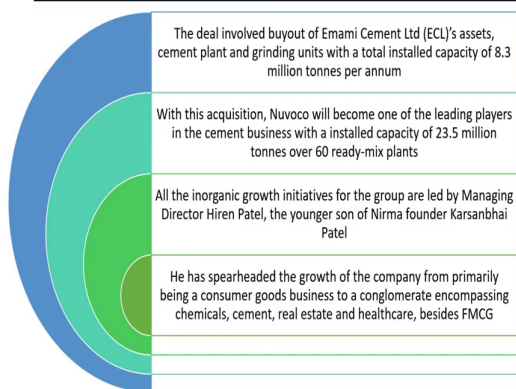 The deal involved buyout of Emami Cement Ltd (ECL)'s assets,
cement plant and grinding units with a total installed capacity of 8.3
million tonnes per annum
With this acquisition, Nuvoco will become one of the leading players
in the cement business with a installed capacity of 23.5 million
tonnes over 60 ready-mix plants
All the inorganic growth initiatives for the group are led by Managing
Director Hiren Patel, the younger son of Nirma founder Karsanbhai
Patel
He has spearheaded the growth of the company from primarily
being a consumer goods business to a conglomerate encompassing
chemicals, cement, real estate and healthcare, besides FMCG